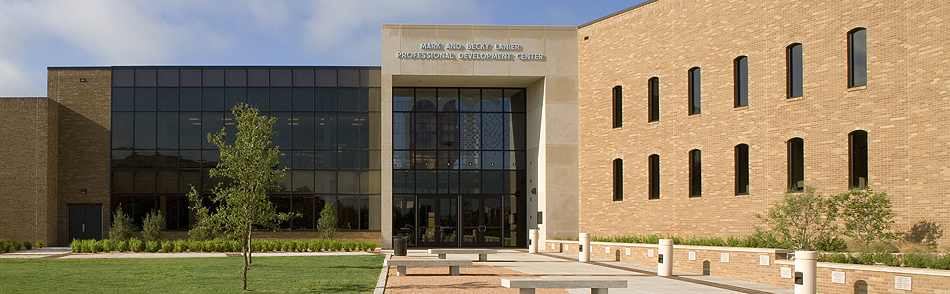 MARK AND BECKY LANIER
PROFESSIONAL DEVELOPMENT CENTER